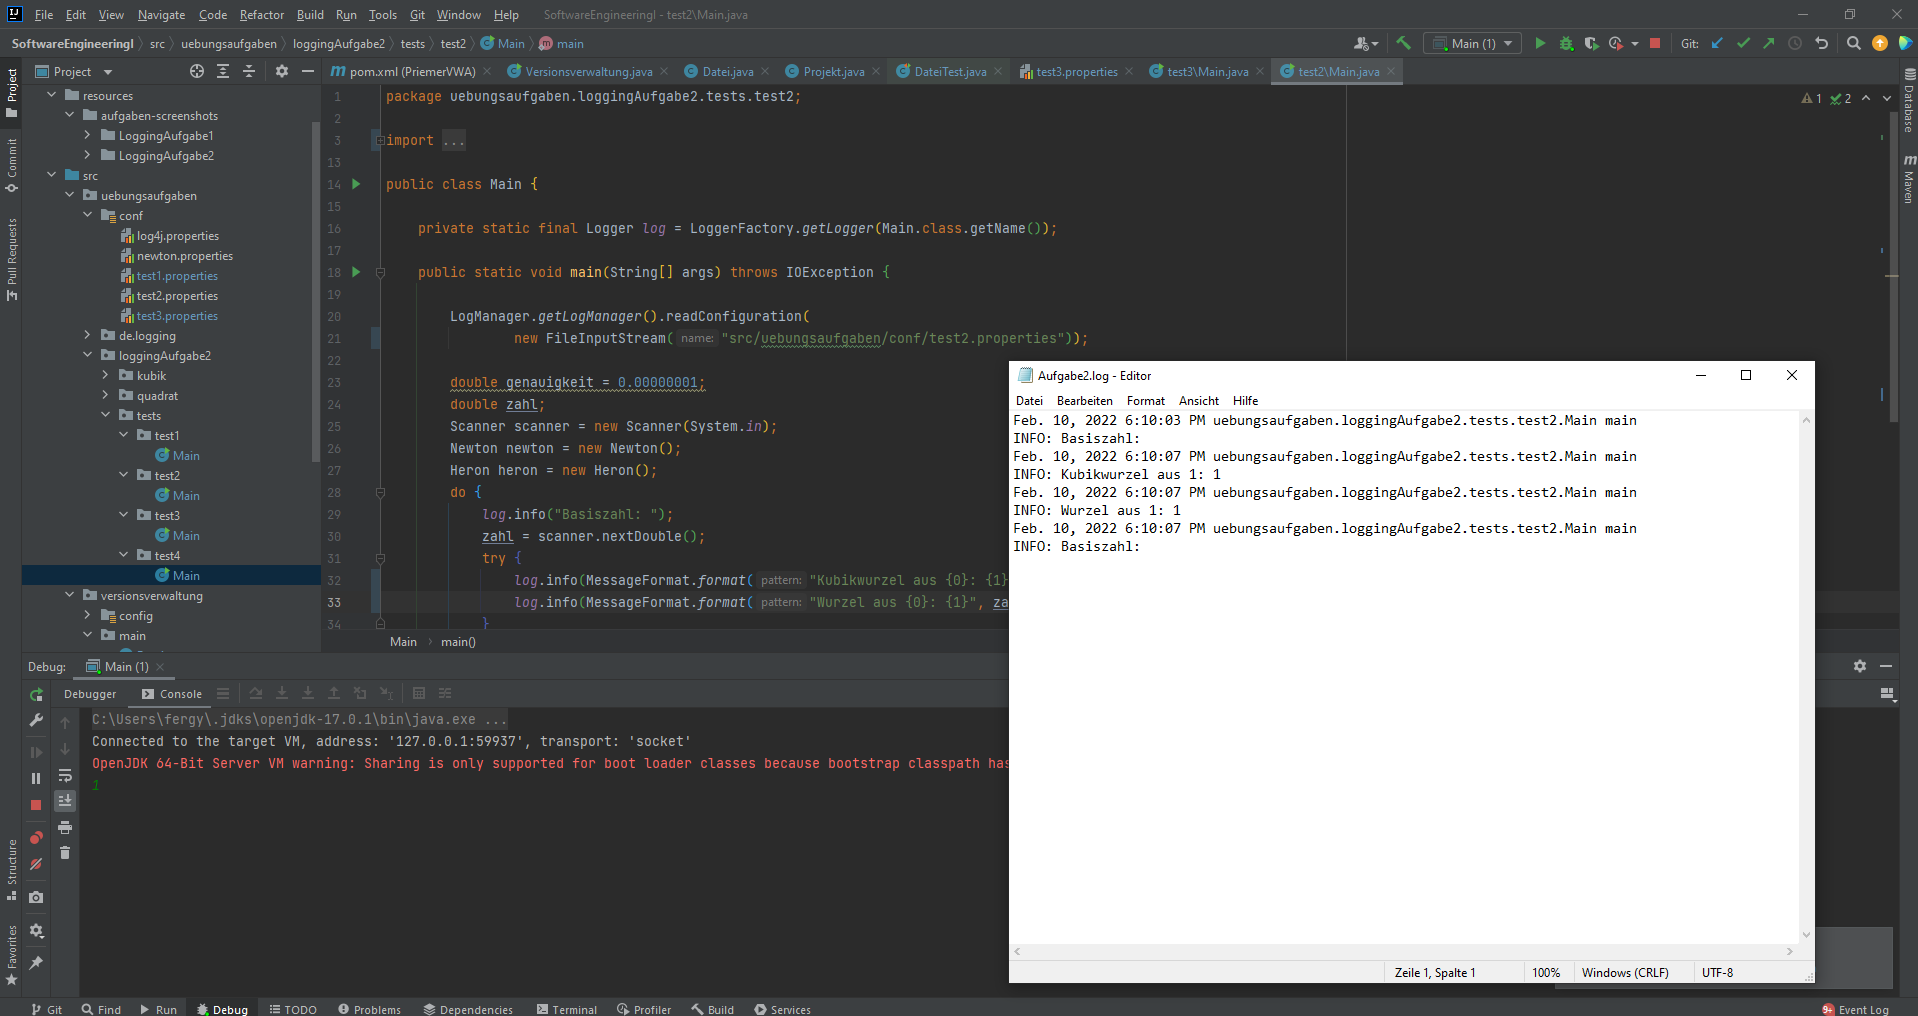 File Edit View Navigate Code Refactor Build Run Tools Git Window Help SoftwareEngineeringI - test2\Main.java
SoftwareEngineeringI src uebungsaufgaben loggingAufgabe2 tests test2 Main main Main (1) Git:
Project
pom.xml (PriemerVWA) Versionsverwaltung.java Datei.java Projekt.java DateiTest.java test3.properties test3\Main.java test2\Main.java
Project
Commit
Pull Requests
Structure
Favorites
Database
Maven
resources
aufgaben-screenshots
LoggingAufgabe1
LoggingAufgabe2
src
uebungsaufgaben
conf
log4j.properties
newton.properties
test1.properties
test2.properties
test3.properties
de.logging
loggingAufgabe2
kubik
quadrat
tests
test1
Main
test2
Main
test3
Main
test4
Main
versionsverwaltung
config
main
1 package uebungsaufgaben.loggingAufgabe2.tests.test2;
2
3 import ...
13
14 public class Main {
15
16 private static final Logger log = LoggerFactory.getLogger(Main.class.getName());
17
18 public static void main(String[] args) throws IOException {
19
20 LogManager.getLogManager().readConfiguration(
21 new FileInputStream( name: "src/uebungsaufgaben/conf/test2.properties"));
22
23 double genauigkeit = 0.00000001;
24 double zahl;
25 Scanner scanner = new Scanner(System.in);
26 Newton newton = new Newton();
27 Heron heron = new Heron();
28 do {
29 log.info("Basiszahl: ");
30 zahl = scanner.nextDouble();
31 try {
32 log.info(MessageFormat.format( pattern: "Kubikwurzel aus {0}: {1}
33 log.info(MessageFormat.format( pattern: "Wurzel aus {0}: {1}", za
34 }
1 2
Main main()
Aufgabe2.log - Editor
Datei Bearbeiten Format Ansicht Hilfe
Feb. 10, 2022 6:10:03 PM uebungsaufgaben.loggingAufgabe2.tests.test2.Main main
INFO: Basiszahl:
Feb. 10, 2022 6:10:07 PM uebungsaufgaben.loggingAufgabe2.tests.test2.Main main
INFO: Kubikwurzel aus 1: 1
Feb. 10, 2022 6:10:07 PM uebungsaufgaben.loggingAufgabe2.tests.test2.Main main
INFO: Wurzel aus 1: 1
Feb. 10, 2022 6:10:07 PM uebungsaufgaben.loggingAufgabe2.tests.test2.Main main
INFO: Basiszahl:
Zeile 1, Spalte 1 100% Windows (CRLF) UTF-8
Debug: Main (1)
Debugger Console
C:\Users\fergy\.jdks\openjdk-17.0.1\bin\java.exe ...
Connected to the target VM, address: '127.0.0.1:59937', transport: 'socket'
OpenJDK 64-Bit Server VM warning: Sharing is only supported for boot loader classes because bootstrap classpath has
1
Git Find Run Debug TODO Problems Dependencies Terminal Profiler Build Services 9+ Event Log